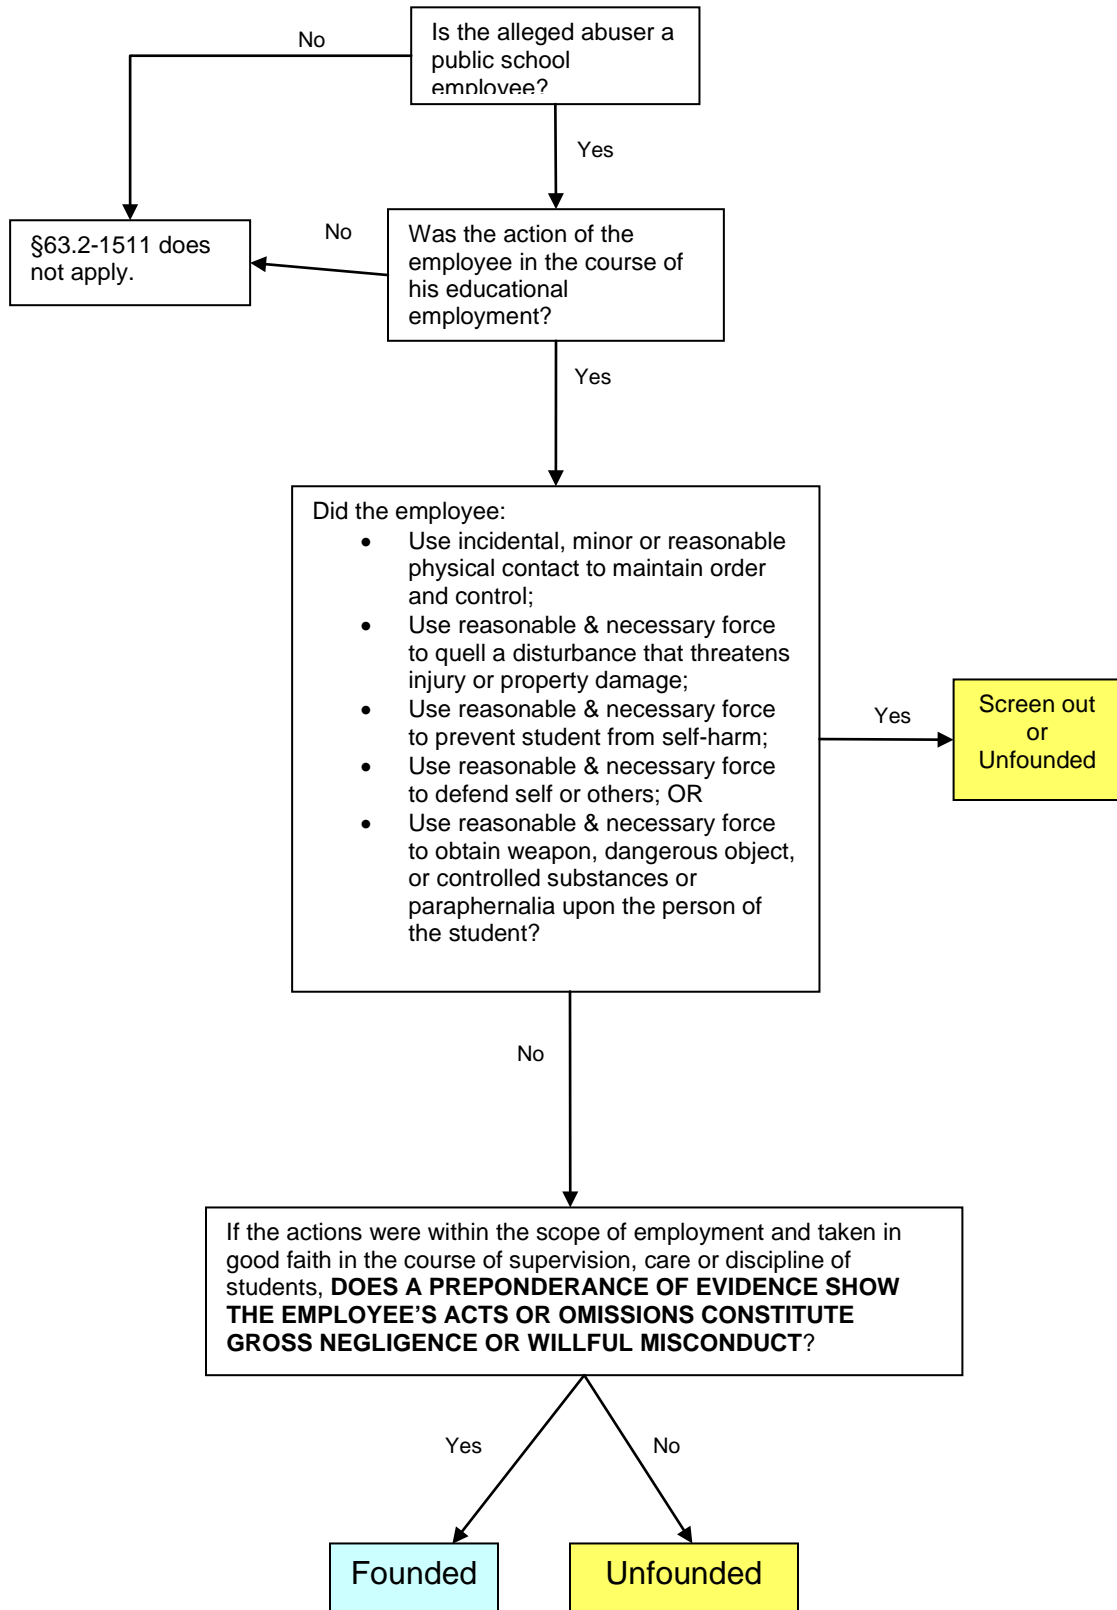 Is the alleged abuser a
public school
employee?
No
Yes
§63.2-1511 does
not apply.
No
Was the action of the
employee in the course of
his educational
employment?
Yes
Did the employee:
• Use incidental, minor or reasonable
physical contact to maintain order
and control;
• Use reasonable & necessary force
to quell a disturbance that threatens
injury or property damage;
• Use reasonable & necessary force
to prevent student from self-harm;
• Use reasonable & necessary force
to defend self or others; OR
• Use reasonable & necessary force
to obtain weapon, dangerous object,
or controlled substances or
paraphernalia upon the person of
the student?
Yes
Screen out
or
Unfounded
No
If the actions were within the scope of employment and taken in
good faith in the course of supervision, care or discipline of
students, DOES A PREPONDERANCE OF EVIDENCE SHOW
THE EMPLOYEE’S ACTS OR OMISSIONS CONSTITUTE
GROSS NEGLIGENCE OR WILLFUL MISCONDUCT?
Yes
No
Founded
Unfounded